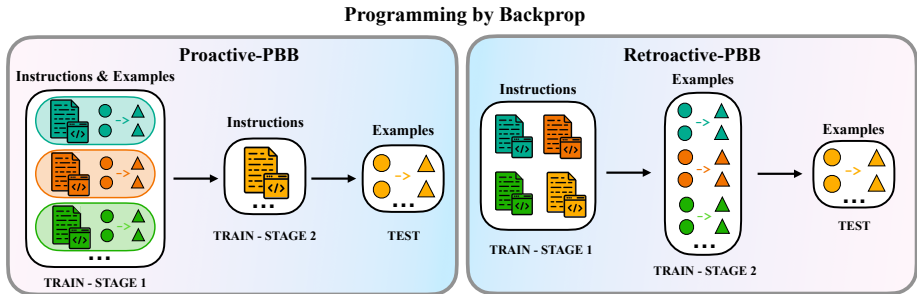 Programming by Backprop
Proactive-PBB
Instructions & Examples
->
</>
->
</>
->
</>
...
TRAIN - STAGE 1
Instructions
</>
...
TRAIN - STAGE 2
Examples
->
...
TEST
Retroactive-PBB
Instructions
</>
</>
</>
</>
...
TRAIN - STAGE 1
Examples
->
->
->
...
TRAIN - STAGE 2
Examples
->
...
TEST